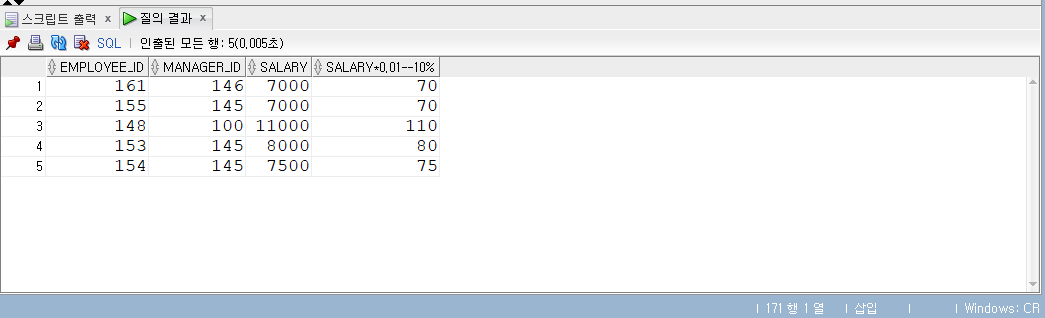 스크립트 출력 x 질의 결과 x
SQL | 인출된 모든 행: 5(0,005초)
EMPLOYEE_ID MANAGER_ID SALARY SALARY*0,01--10%
1 161 146 7000 70
2 155 145 7000 70
3 148 100 11000 110
4 153 145 8000 80
5 154 145 7500 75
171 행 1 열 | 삽입 | | Windows: CR